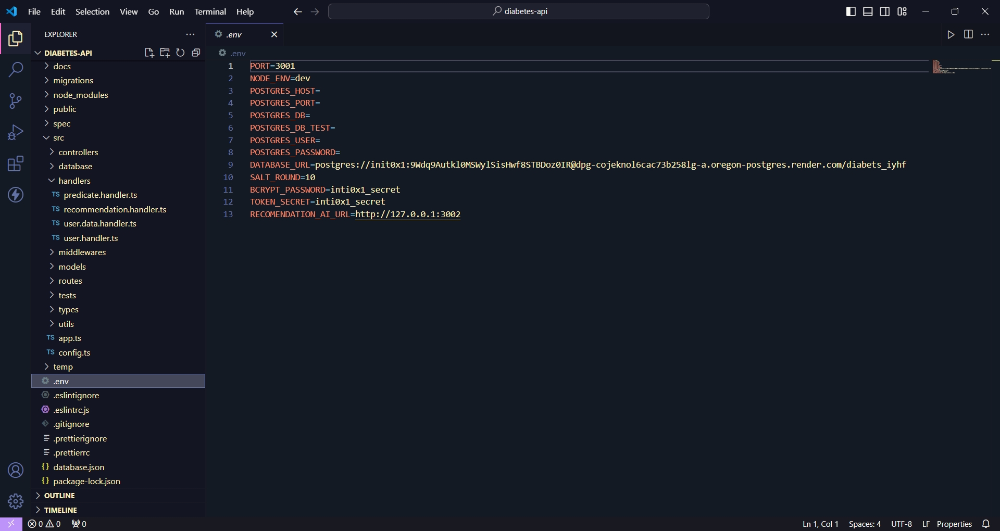 File Edit Selection View Go Run Terminal Help
diabetes-api
EXPLORER
.env
DIABETES-API
docs
migrations
node_modules
public
spec
src
controllers
database
handlers
TS predicate.handler.ts
TS recommendation.handler.ts
TS user.data.handler.ts
TS user.handler.ts
middlewares
models
routes
tests
types
utils
TS app.ts
TS config.ts
temp
.env
.eslintignore
.eslintrc.js
.gitignore
.prettierignore
.prettierrc
{} database.json
{} package-lock.json
OUTLINE
TIMELINE
.env
1 PORT=3001
2 NODE_ENV=dev
3 POSTGRES_HOST=
4 POSTGRES_PORT=
5 POSTGRES_DB=
6 POSTGRES_DB_TEST=
7 POSTGRES_USER=
8 POSTGRES_PASSWORD=
9 DATABASE_URL=postgres://init0x1:9Wdq9Autkl0MSWylSisHwf8STBDoz0IR@dpg-cojeknol6cac73b258lg-a.oregon-postgres.render.com/diabets_iyhf
10 SALT_ROUND=10
11 BCRYPT_PASSWORD=inti0x1_secret
12 TOKEN_SECRET=inti0x1_secret
13 RECOMENDATION_AI_URL=http://127.0.0.1:3002
0 0 0
Ln 1, Col 1 Spaces: 4 UTF-8 LF Properties